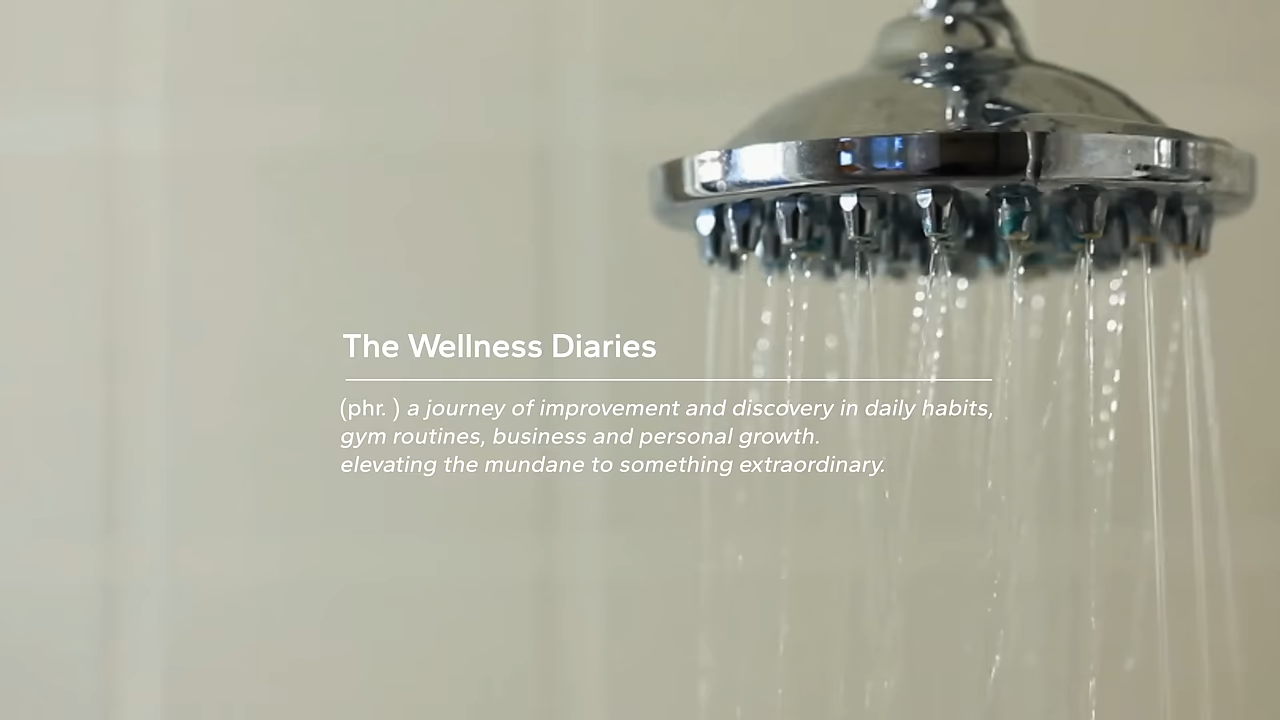 The Wellness Diaries
(phr. ) a journey of improvement and discovery in daily habits,
gym routines, business and personal growth.
elevating the mundane to something extraordinary.